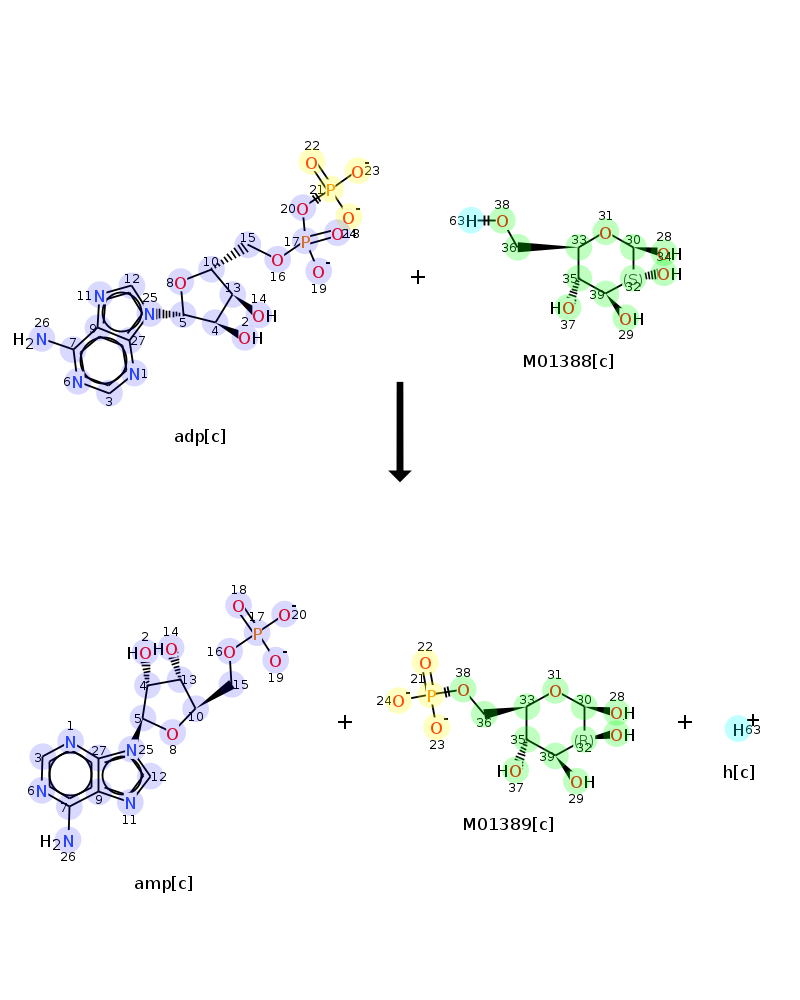 22
O O - 23
21 P
20 O O -
17 P O 24 18
15
O 16
O - 19
10
8 O
13
14 OH
2 OH
5 4
12
11 N 25 N
26 9 27
H2N 7
6 N N 1
3
adp[c]
+
38
63 H O
36
31
O
33 30 28 OH
34 OH
(S) 32
35
39
HO 37
OH 29
M01388[c]
18
O 17 O - 20
P
2 14
HO HO 16 O O - 19
4 13 15
5 10
O 8
1
N 27 N 25
3 12
6 N 9 N 11
7
H2N 26
amp[c]
+
22
O
21 38
24 O - P O
O - 23
36
31
O
33 30 28 OH
(R) OH
32
35
39
HO 37
OH 29
M01389[c]
+
H + 63
h[c]